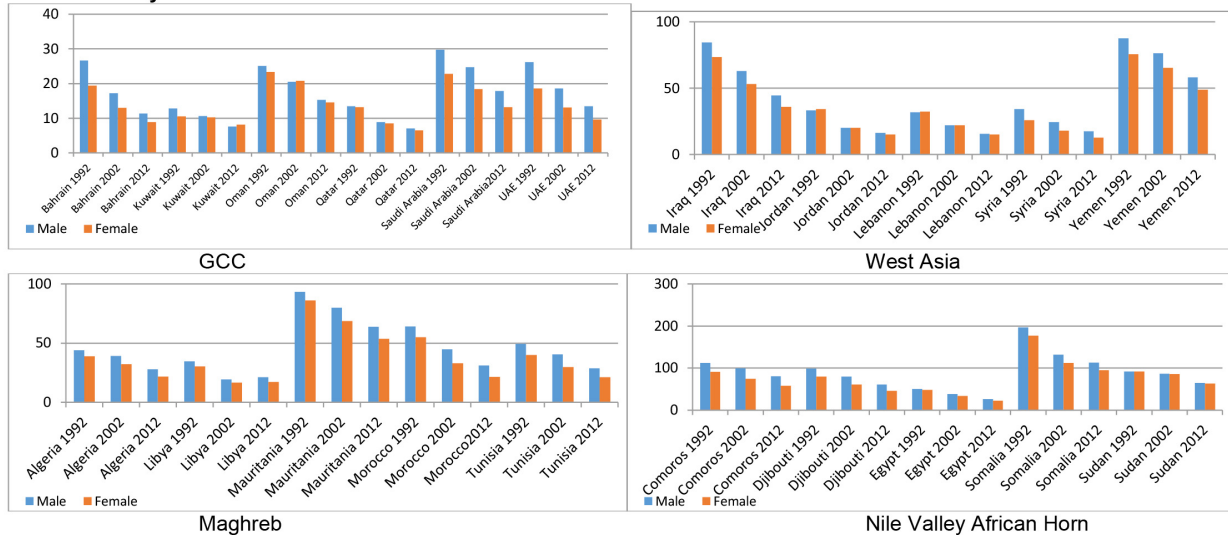 40
30
20
10
0
Bahrain 1992
Bahrain 2002
Bahrain 2012
Kuwait 1992
Kuwait 2002
Kuwait 2012
Oman 1992
Oman 2002
Oman 2012
Qatar 1992
Qatar 2002
Qatar 2012
Saudi Arabia 1992
Saudi Arabia 2002
Saudi Arabia2012
UAE 1992
UAE 2002
UAE 2012
Male Female
GCC
100
50
0
Iraq 1992
Iraq 2002
Iraq 2012
Jordan 1992
Jordan 2002
Jordan 2012
Lebanon 1992
Lebanon 2002
Lebanon 2012
Syria 1992
Syria 2002
Syria 2012
Yemen 1992
Yemen 2002
Yemen 2012
Male Female
West Asia
100
50
0
Algeria 1992
Algeria 2002
Algeria 2012
Libya 1992
Libya 2002
Libya 2012
Mauritania 1992
Mauritania 2002
Mauritania 2012
Morocco 1992
Morocco 2002
Morocco2012
Tunisia 1992
Tunisia 2002
Tunisia 2012
Male Female
Maghreb
300
200
100
0
Comoros 1992
Comoros 2002
Comoros 2012
Djibouti 1992
Djibouti 2002
Djibouti 2012
Egypt 1992
Egypt 2002
Egypt 2012
Somalia 1992
Somalia 2002
Somalia 2012
Sudan 1992
Sudan 2002
Sudan 2012
Male Female
Nile Valley African Horn